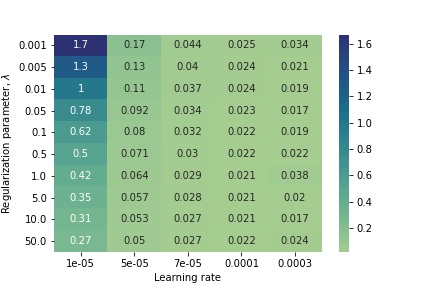 0.001 1.7 0.17 0.044 0.025 0.034
0.005 1.3 0.13 0.04 0.024 0.021
0.01 1 0.11 0.037 0.024 0.019
0.05 0.78 0.092 0.034 0.023 0.017
0.1 0.62 0.08 0.032 0.022 0.019
0.5 0.5 0.071 0.03 0.022 0.022
1.0 0.42 0.064 0.029 0.021 0.038
5.0 0.35 0.057 0.028 0.021 0.02
10.0 0.31 0.053 0.027 0.021 0.017
50.0 0.27 0.05 0.027 0.022 0.024
1e-05 5e-05 7e-05 0.0001 0.0003
Learning rate
Regularization parameter, λ
1.6
1.4
1.2
1.0
0.8
0.6
0.4
0.2